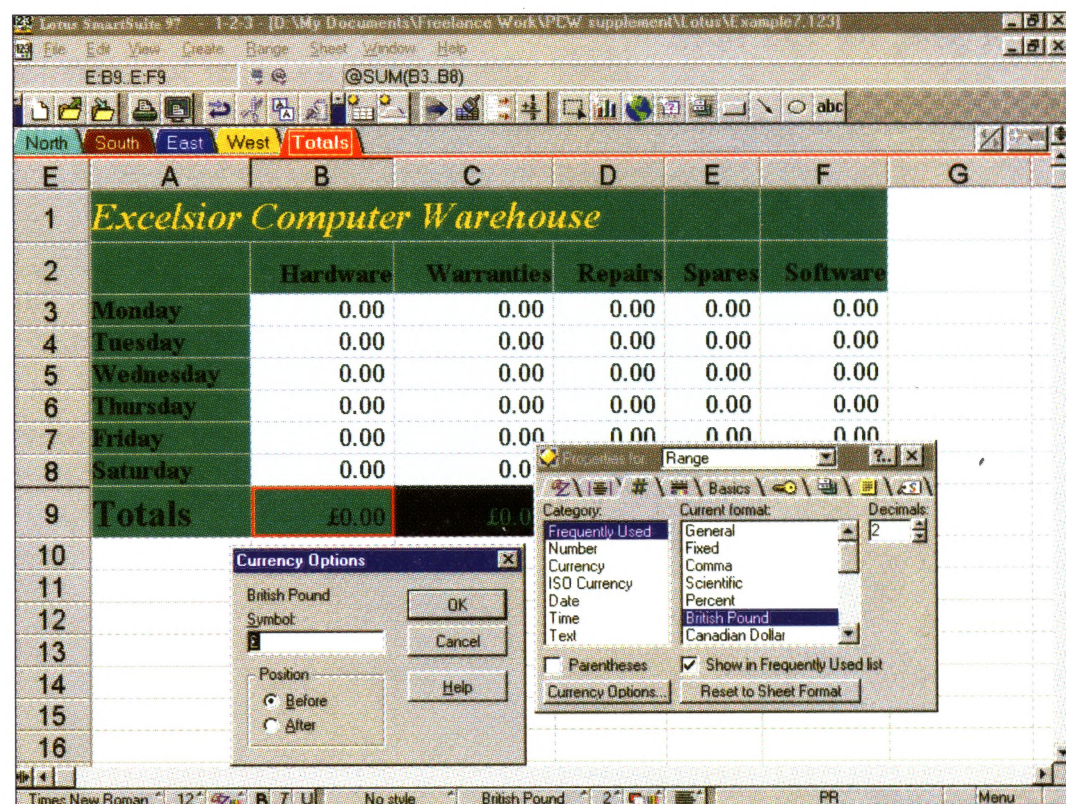 Lotus SmartSuite 97 - 1-2-3 [D:\My Documents\Freelance Work\PCW supplement\Lotus\Example7.123]
File Edit View Create Range Sheet Window Help
E:B9..E:F9 @SUM(B3..B8)
abc
North South East West Totals
E A B C D E F G
1 Excelsior Computer Warehouse
2 Hardware Warranties Repairs Spares Software
3 Monday 0.00 0.00 0.00 0.00 0.00
4 Tuesday 0.00 0.00 0.00 0.00 0.00
5 Wednesday 0.00 0.00 0.00 0.00 0.00
6 Thursday 0.00 0.00 0.00 0.00 0.00
7 Friday 0.00 0.00 0.00 0.00 0.00
8 Saturday 0.00 0.0
9 Totals £0.00 £0.0
10
11
12
13
14
15
16
Properties for: Range
Basics
Category: Current format: Decimals:
Frequently Used General 2
Number Fixed
Currency Comma
ISO Currency Scientific
Date Percent
Time British Pound
Text Canadian Dollar
Parentheses Show in Frequently Used list
Currency Options... Reset to Sheet Format
Currency Options
British Pound
Symbol:
£
Position
Before
After
OK
Cancel
Help
Times New Roman 12 B I U No style British Pound 2 PR Menu